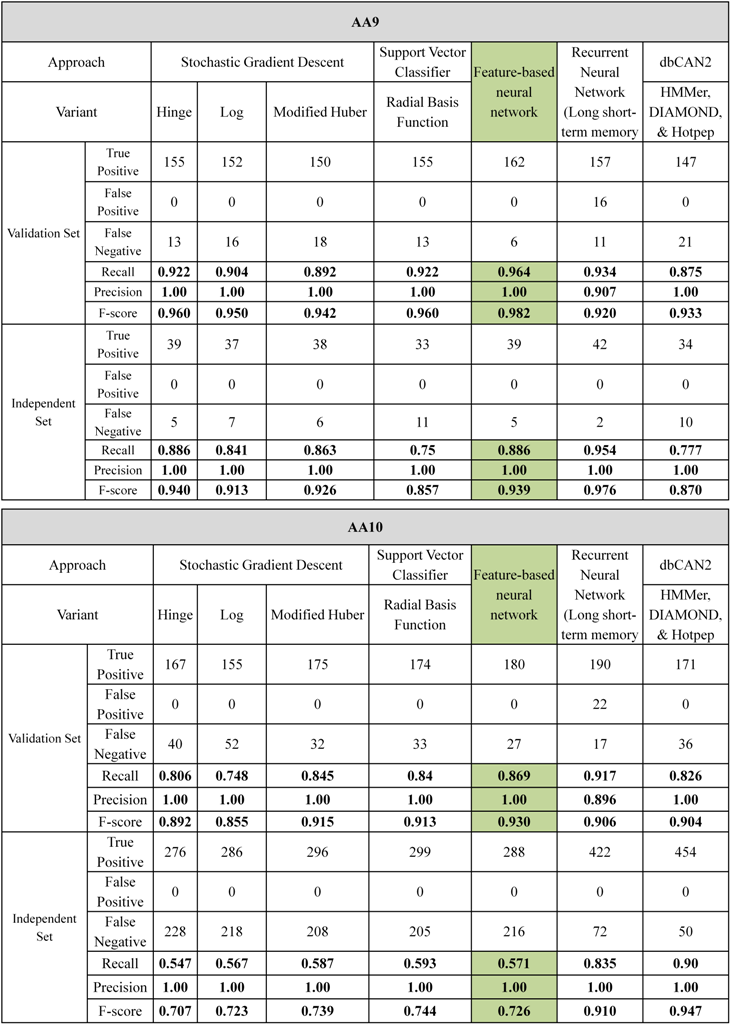 AA9
Approach Stochastic Gradient Descent Support Vector Classifier Feature-based neural network Recurrent Neural Network (Long short-term memory dbCAN2
Variant Hinge Log Modified Huber Radial Basis Function HMMer, DIAMOND, & Hotpep
Validation Set
True Positive 155 152 150 155 162 157 147
False Positive 0 0 0 0 0 16 0
False Negative 13 16 18 13 6 11 21
Recall 0.922 0.904 0.892 0.922 0.964 0.934 0.875
Precision 1.00 1.00 1.00 1.00 1.00 0.907 1.00
F-score 0.960 0.950 0.942 0.960 0.982 0.920 0.933
Independent Set
True Positive 39 37 38 33 39 42 34
False Positive 0 0 0 0 0 0 0
False Negative 5 7 6 11 5 2 10
Recall 0.886 0.841 0.863 0.75 0.886 0.954 0.777
Precision 1.00 1.00 1.00 1.00 1.00 1.00 1.00
F-score 0.940 0.913 0.926 0.857 0.939 0.976 0.870
AA10
Approach Stochastic Gradient Descent Support Vector Classifier Feature-based neural network Recurrent Neural Network (Long short-term memory dbCAN2
Variant Hinge Log Modified Huber Radial Basis Function HMMer, DIAMOND, & Hotpep
Validation Set
True Positive 167 155 175 174 180 190 171
False Positive 0 0 0 0 0 22 0
False Negative 40 52 32 33 27 17 36
Recall 0.806 0.748 0.845 0.84 0.869 0.917 0.826
Precision 1.00 1.00 1.00 1.00 1.00 0.896 1.00
F-score 0.892 0.855 0.915 0.913 0.930 0.906 0.904
Independent Set
True Positive 276 286 296 299 288 422 454
False Positive 0 0 0 0 0 0 0
False Negative 228 218 208 205 216 72 50
Recall 0.547 0.567 0.587 0.593 0.571 0.835 0.90
Precision 1.00 1.00 1.00 1.00 1.00 1.00 1.00
F-score 0.707 0.723 0.739 0.744 0.726 0.910 0.947